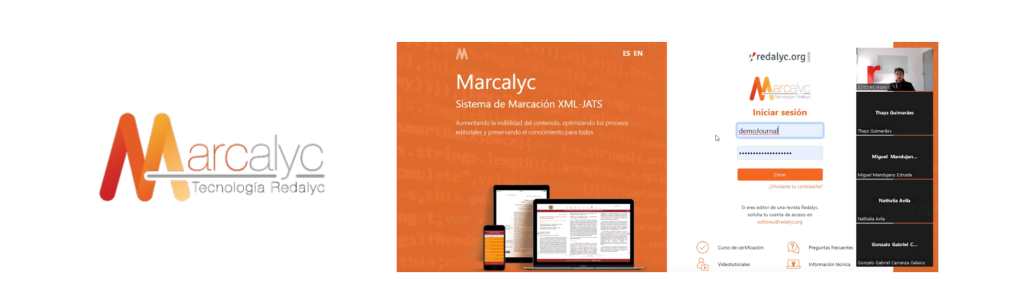 Marcalyc
Tecnología Redalyc
ES EN
Marcalyc
Sistema de Marcación XML-JATS
Aumentando la visibilidad del contenido, optimizando los procesos
editoriales y preservando el conocimiento para todos
redalyc.org
Marcalyc
Tecnología Redalyc
Iniciar sesión
demoJournal
Entrar
¿Olvidaste tu contraseña?
Si eres editor de una revista Redalyc,
solicita tu cuenta de acceso en
editores@redalyc.org
Curso de certificación
Preguntas frecuentes
Videotutoriales
Información técnica
Thayz Guimarães
Thayz Guimarães
Miguel Mandujan...
Miguel Mandujano Estrada
Nathalia Avila
Nathalia Avila
Gonzalo Gabriel C...
Gonzalo Gabriel Carranza Galaico